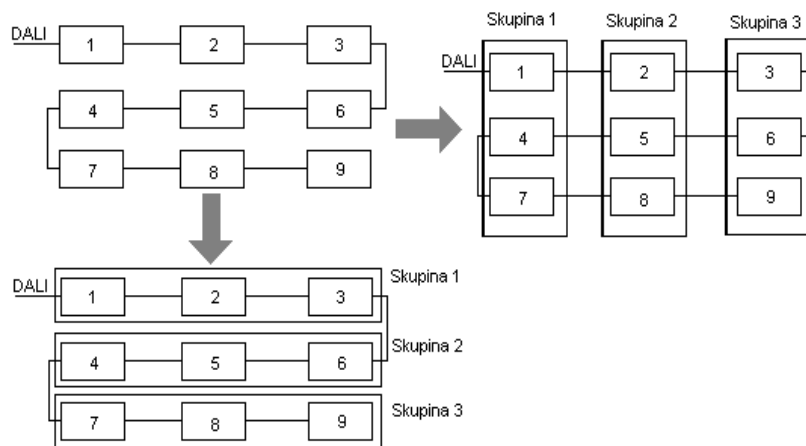 DALI
1 2 3
4 5 6
7 8 9
Skupina 1 Skupina 2 Skupina 3
DALI
1 2 3
4 5 6
7 8 9
DALI
1 2 3 Skupina 1
4 5 6 Skupina 2
7 8 9 Skupina 3